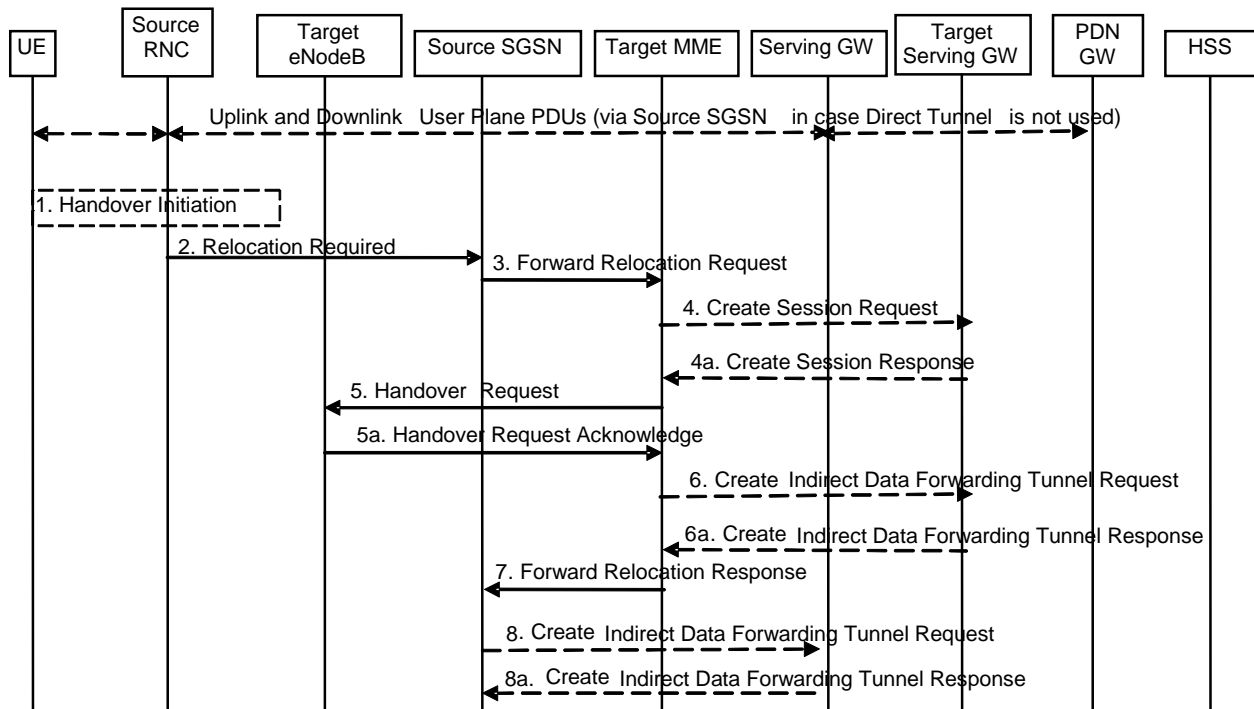 UE
Source
RNC
Target
eNodeB
Source SGSN
Target MME
Serving GW
Target
Serving GW
PDN
GW
HSS
Uplink and Downlink User Plane PDUs (via Source SGSN in case Direct Tunnel is not used)
1. Handover Initiation
2. Relocation Required
3. Forward Relocation Request
4. Create Session Request
4a. Create Session Response
5. Handover Request
5a. Handover Request Acknowledge
6. Create Indirect Data Forwarding Tunnel Request
6a. Create Indirect Data Forwarding Tunnel Response
7. Forward Relocation Response
8. Create Indirect Data Forwarding Tunnel Request
8a. Create Indirect Data Forwarding Tunnel Response